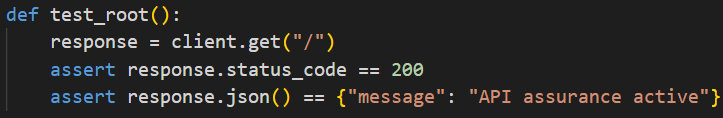 def test_root():
    response = client.get("/")
    assert response.status_code == 200
    assert response.json() == {"message": "API assurance active"}